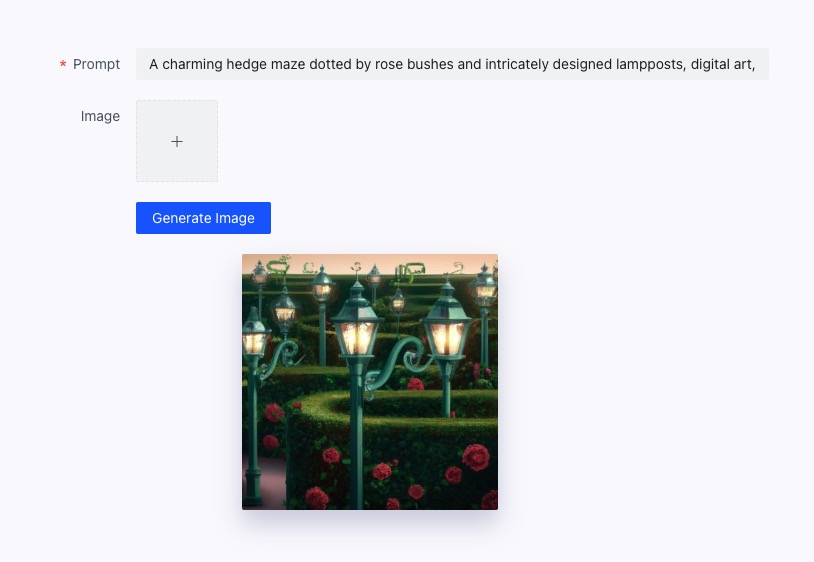 * Prompt
A charming hedge maze dotted by rose bushes and intricately designed lampposts, digital art,
Image
+
Generate Image